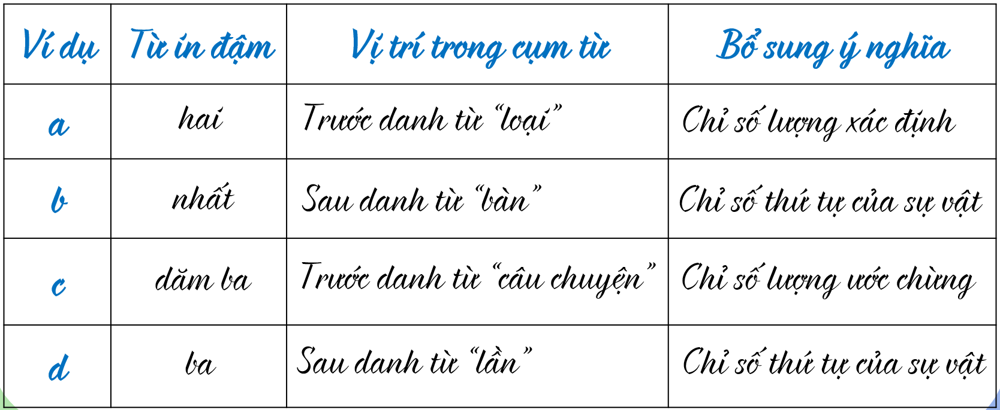 Ví dụ Từ in đậm Vị trí trong cụm từ Bổ sung ý nghĩa
a hai Trước danh từ “loại” Chỉ số lượng xác định
b nhất Sau danh từ “bàn” Chỉ số thứ tự của sự vật
c dăm ba Trước danh từ “câu chuyện” Chỉ số lượng ước chừng
d ba Sau danh từ “lần” Chỉ số thứ tự của sự vật